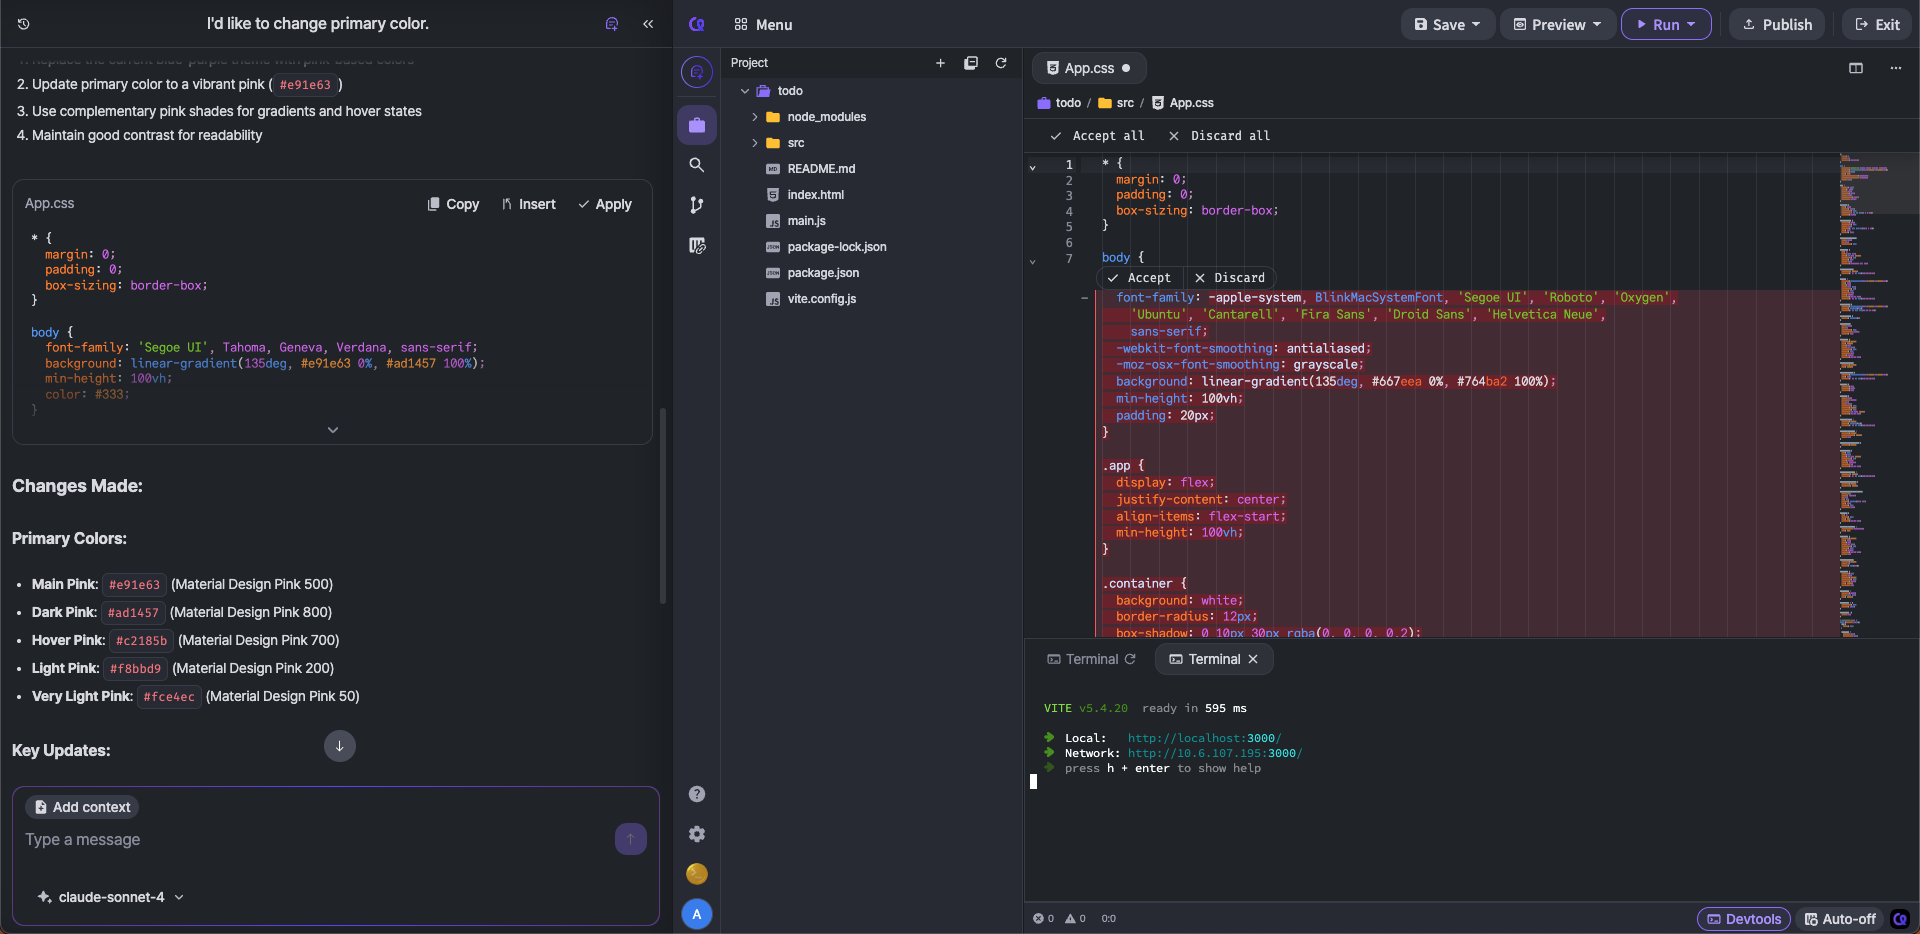 I'd like to change primary color.
1. Replace the current blue-purple theme with pink-based colors
2. Update primary color to a vibrant pink ( #e91e63 )
3. Use complementary pink shades for gradients and hover states
4. Maintain good contrast for readability
App.css
Copy
Insert
Apply
* {
margin: 0;
padding: 0;
box-sizing: border-box;
}
body {
font-family: 'Segoe UI', Tahoma, Geneva, Verdana, sans-serif;
background: linear-gradient(135deg, #e91e63 0%, #ad1457 100%);
min-height: 100vh;
color: #333;
}
Changes Made:
Primary Colors:
• Main Pink: #e91e63 (Material Design Pink 500)
• Dark Pink: #ad1457 (Material Design Pink 800)
• Hover Pink: #c2185b (Material Design Pink 700)
• Light Pink: #f8bbd9 (Material Design Pink 200)
• Very Light Pink: #fce4ec (Material Design Pink 50)
Key Updates:
Add context
Type a message
claude-sonnet-4
Menu
Save
Preview
Run
Publish
Exit
A
Project
todo
node_modules
src
README.md
index.html
main.js
package-lock.json
package.json
vite.config.js
App.css
todo / src / App.css
Accept all
Discard all
1 * {
2 margin: 0;
3 padding: 0;
4 box-sizing: border-box;
5 }
6
7 body {
Accept
Discard
font-family: -apple-system, BlinkMacSystemFont, 'Segoe UI', 'Roboto', 'Oxygen',
'Ubuntu', 'Cantarell', 'Fira Sans', 'Droid Sans', 'Helvetica Neue',
sans-serif;
-webkit-font-smoothing: antialiased;
-moz-osx-font-smoothing: grayscale;
background: linear-gradient(135deg, #667eea 0%, #764ba2 100%);
min-height: 100vh;
padding: 20px;
}
.app {
display: flex;
justify-content: center;
align-items: flex-start;
min-height: 100vh;
}
.container {
background: white;
border-radius: 12px;
box-shadow: 0 10px 30px rgba(0, 0, 0, 0.2);
Terminal
Terminal
VITE v5.4.20 ready in 595 ms
Local: http://localhost:3000/
Network: http://10.6.107.195:3000/
press h + enter to show help
0
0
0:0
Devtools
Auto-off